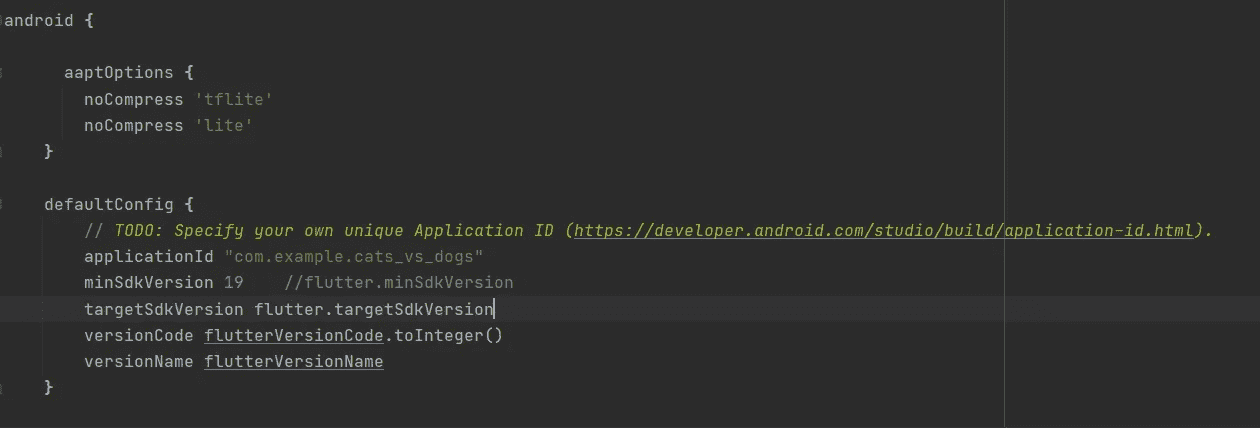 android {
aaptOptions {
noCompress 'tflite'
noCompress 'lite'
}
defaultConfig {
// TODO: Specify your own unique Application ID (https://developer.android.com/studio/build/application-id.html).
applicationId "com.example.cats_vs_dogs"
minSdkVersion 19 //flutter.minSdkVersion
targetSdkVersion flutter.targetSdkVersion
versionCode flutterVersionCode.toInteger()
versionName flutterVersionName
}